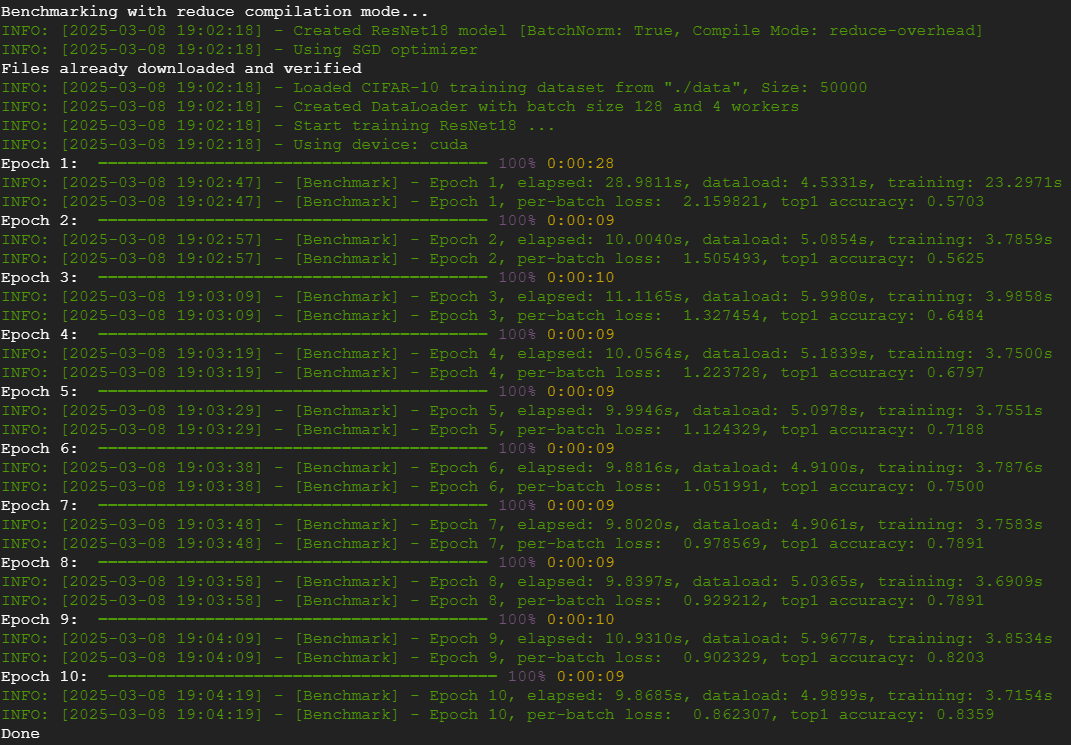 Benchmarking with reduce compilation mode...
INFO: [2025-03-08 19:02:18] - Created ResNet18 model [BatchNorm: True, Compile Mode: reduce-overhead]
INFO: [2025-03-08 19:02:18] - Using SGD optimizer
Files already downloaded and verified
INFO: [2025-03-08 19:02:18] - Loaded CIFAR-10 training dataset from "./data", Size: 50000
INFO: [2025-03-08 19:02:18] - Created DataLoader with batch size 128 and 4 workers
INFO: [2025-03-08 19:02:18] - Start training ResNet18 ...
INFO: [2025-03-08 19:02:18] - Using device: cuda
Epoch 1: 100% 0:00:28
INFO: [2025-03-08 19:02:47] - [Benchmark] - Epoch 1, elapsed: 28.9811s, dataload: 4.5331s, training: 23.2971s
INFO: [2025-03-08 19:02:47] - [Benchmark] - Epoch 1, per-batch loss:  2.159821, top1 accuracy: 0.5703
Epoch 2: 100% 0:00:09
INFO: [2025-03-08 19:02:57] - [Benchmark] - Epoch 2, elapsed: 10.0040s, dataload: 5.0854s, training: 3.7859s
INFO: [2025-03-08 19:02:57] - [Benchmark] - Epoch 2, per-batch loss:  1.505493, top1 accuracy: 0.5625
Epoch 3: 100% 0:00:10
INFO: [2025-03-08 19:03:09] - [Benchmark] - Epoch 3, elapsed: 11.1165s, dataload: 5.9980s, training: 3.9858s
INFO: [2025-03-08 19:03:09] - [Benchmark] - Epoch 3, per-batch loss:  1.327454, top1 accuracy: 0.6484
Epoch 4: 100% 0:00:09
INFO: [2025-03-08 19:03:19] - [Benchmark] - Epoch 4, elapsed: 10.0564s, dataload: 5.1839s, training: 3.7500s
INFO: [2025-03-08 19:03:19] - [Benchmark] - Epoch 4, per-batch loss:  1.223728, top1 accuracy: 0.6797
Epoch 5: 100% 0:00:09
INFO: [2025-03-08 19:03:29] - [Benchmark] - Epoch 5, elapsed: 9.9946s, dataload: 5.0978s, training: 3.7551s
INFO: [2025-03-08 19:03:29] - [Benchmark] - Epoch 5, per-batch loss:  1.124329, top1 accuracy: 0.7188
Epoch 6: 100% 0:00:09
INFO: [2025-03-08 19:03:38] - [Benchmark] - Epoch 6, elapsed: 9.8816s, dataload: 4.9100s, training: 3.7876s
INFO: [2025-03-08 19:03:38] - [Benchmark] - Epoch 6, per-batch loss:  1.051991, top1 accuracy: 0.7500
Epoch 7: 100% 0:00:09
INFO: [2025-03-08 19:03:48] - [Benchmark] - Epoch 7, elapsed: 9.8020s, dataload: 4.9061s, training: 3.7583s
INFO: [2025-03-08 19:03:48] - [Benchmark] - Epoch 7, per-batch loss:  0.978569, top1 accuracy: 0.7891
Epoch 8: 100% 0:00:09
INFO: [2025-03-08 19:03:58] - [Benchmark] - Epoch 8, elapsed: 9.8397s, dataload: 5.0365s, training: 3.6909s
INFO: [2025-03-08 19:03:58] - [Benchmark] - Epoch 8, per-batch loss:  0.929212, top1 accuracy: 0.7891
Epoch 9: 100% 0:00:10
INFO: [2025-03-08 19:04:09] - [Benchmark] - Epoch 9, elapsed: 10.9310s, dataload: 5.9677s, training: 3.8534s
INFO: [2025-03-08 19:04:09] - [Benchmark] - Epoch 9, per-batch loss:  0.902329, top1 accuracy: 0.8203
Epoch 10: 100% 0:00:09
INFO: [2025-03-08 19:04:19] - [Benchmark] - Epoch 10, elapsed: 9.8685s, dataload: 4.9899s, training: 3.7154s
INFO: [2025-03-08 19:04:19] - [Benchmark] - Epoch 10, per-batch loss:  0.862307, top1 accuracy: 0.8359
Done